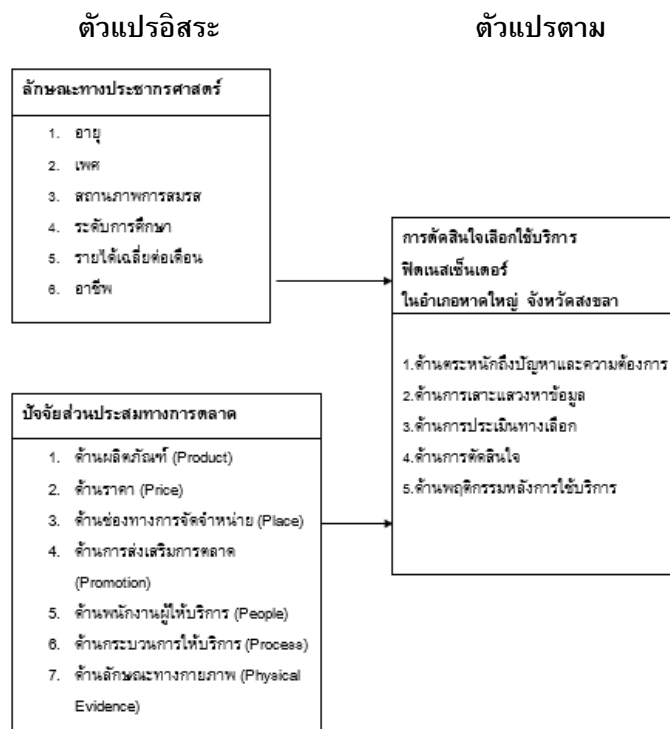 ตัวแปรอิสระ
ตัวแปรตาม
ลักษณะทางประชากรศาสตร์
1. อายุ
2. เพศ
3. สถานภาพการสมรส
4. ระดับการศึกษา
5. รายได้เฉลี่ยต่อเดือน
6. อาชีพ
การตัดสินใจเลือกใช้บริการ
ฟิตเนสเซ็นเตอร์
ในอำเภอหาดใหญ่ จังหวัดสงขลา
1.ด้านตระหนักถึงปัญหาและความต้องการ
2.ด้านการเสาะแสวงหาข้อมูล
3.ด้านการประเมินทางเลือก
4.ด้านการตัดสินใจ
5.ด้านพฤติกรรมหลังการใช้บริการ
ปัจจัยส่วนประสมทางการตลาด
1. ด้านผลิตภัณฑ์ (Product)
2. ด้านราคา (Price)
3. ด้านช่องทางการจัดจำหน่าย (Place)
4. ด้านการส่งเสริมการตลาด
(Promotion)
5. ด้านพนักงานผู้ให้บริการ (People)
6. ด้านกระบวนการให้บริการ (Process)
7. ด้านลักษณะทางกายภาพ (Physical
Evidence)